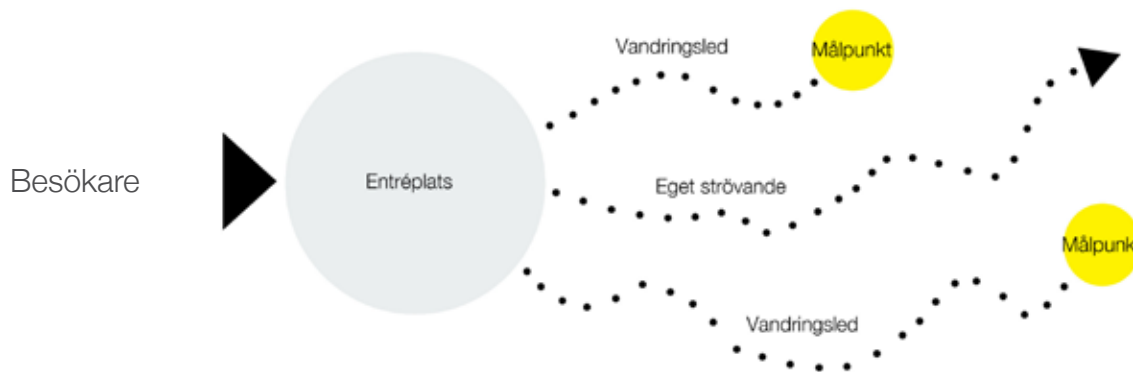 Vandringsled
Målpunkt
Besökare
Entréplats
Eget strövande
Målpunk
Vandringsled